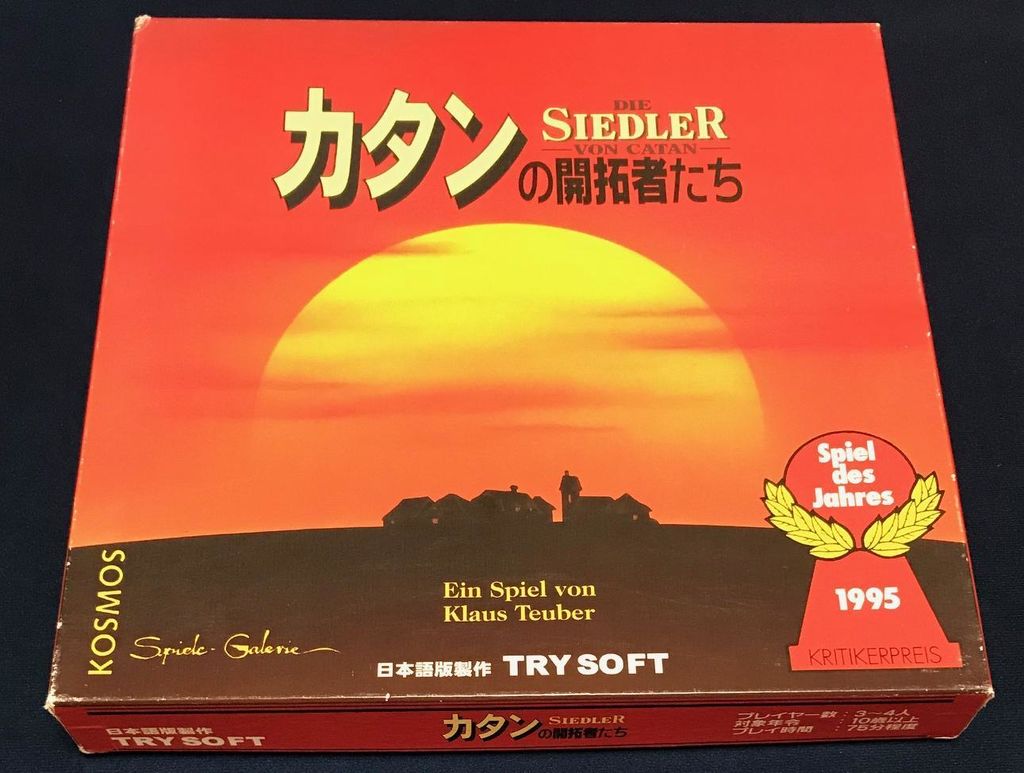 カタン
DIE
SIEDLER
VON CATAN
の開拓者たち
Spiel
des
Jahres
1995
KRITIKERPREIS
KOSMOS
Spiele-Galerie
Ein Spiel von
Klaus Teuber
日本語版製作 TRY SOFT
日本語版製作
TRY SOFT
カタン SIEDLER
の開拓者たち
プレイヤー数 : 3〜4人
対象年令 : 10歳以上
プレイ時間 : 75分程度